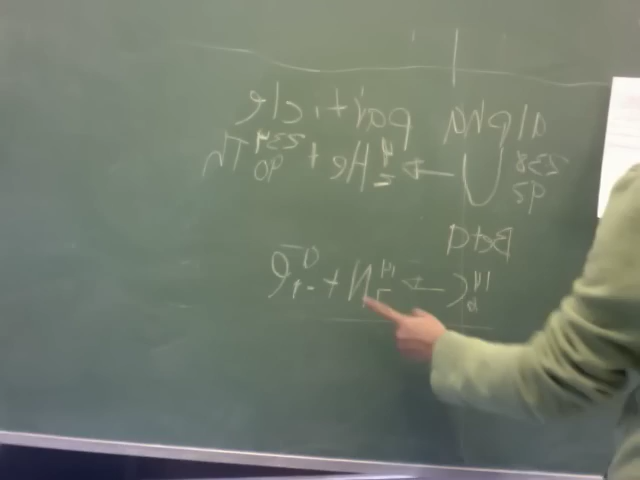 Alpha particle
²³⁸₉₂U → ⁴₂He + ²³⁴₉₀Th
Beta
¹⁴₆C → ¹⁴₇N + ⁰₋₁e